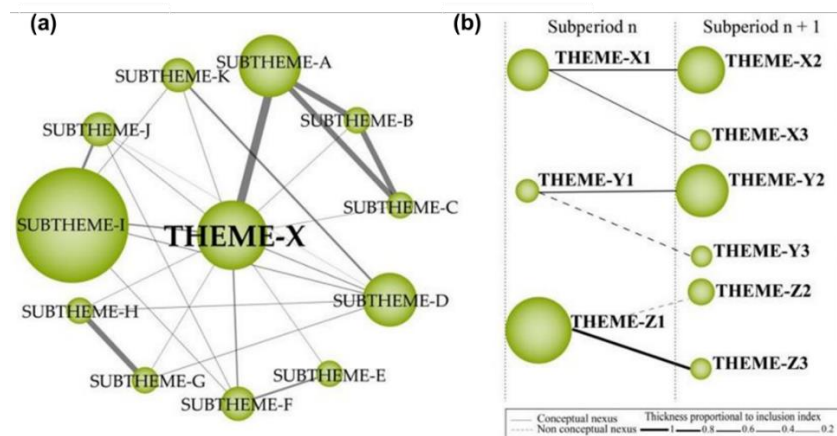 (a)
SUBTHEME-K
SUBTHEME-A
SUBTHEME-J
SUBTHEME-B
SUBTHEME-C
SUBTHEME-I
THEME-X
SUBTHEME-D
SUBTHEME-H
SUBTHEME-G
SUBTHEME-F
SUBTHEME-E
(b)
Subperiod n
Subperiod n + 1
THEME-X1
THEME-X2
THEME-X3
THEME-Y1
THEME-Y2
THEME-Y3
THEME-Z2
THEME-Z1
THEME-Z3
Conceptual nexus
Non conceptual nexus
Thickness proportional to inclusion index
1 0.8 0.6 0.4 0.2